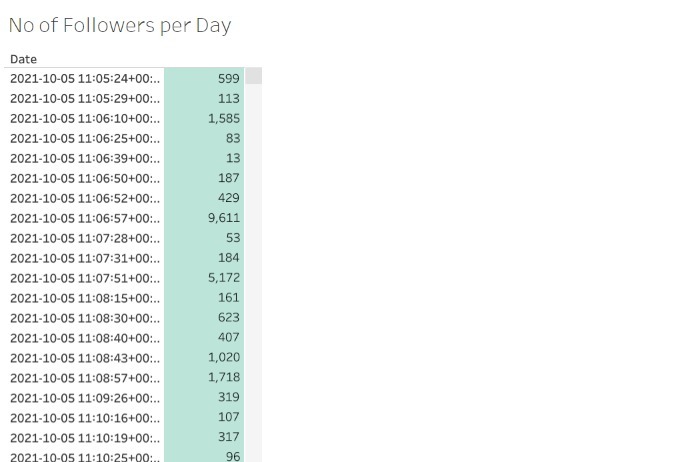 No of Followers per Day
Date
2021-10-05 11:05:24+00:.. 599
2021-10-05 11:05:29+00:.. 113
2021-10-05 11:06:10+00:.. 1,585
2021-10-05 11:06:25+00:.. 83
2021-10-05 11:06:39+00:.. 13
2021-10-05 11:06:50+00:.. 187
2021-10-05 11:06:52+00:.. 429
2021-10-05 11:06:57+00:.. 9,611
2021-10-05 11:07:28+00:.. 53
2021-10-05 11:07:31+00:.. 184
2021-10-05 11:07:51+00:.. 5,172
2021-10-05 11:08:15+00:.. 161
2021-10-05 11:08:30+00:.. 623
2021-10-05 11:08:40+00:.. 407
2021-10-05 11:08:43+00:.. 1,020
2021-10-05 11:08:57+00:.. 1,718
2021-10-05 11:09:26+00:.. 319
2021-10-05 11:10:16+00:.. 107
2021-10-05 11:10:19+00:.. 317
2021-10-05 11:10:25+00:.. 96